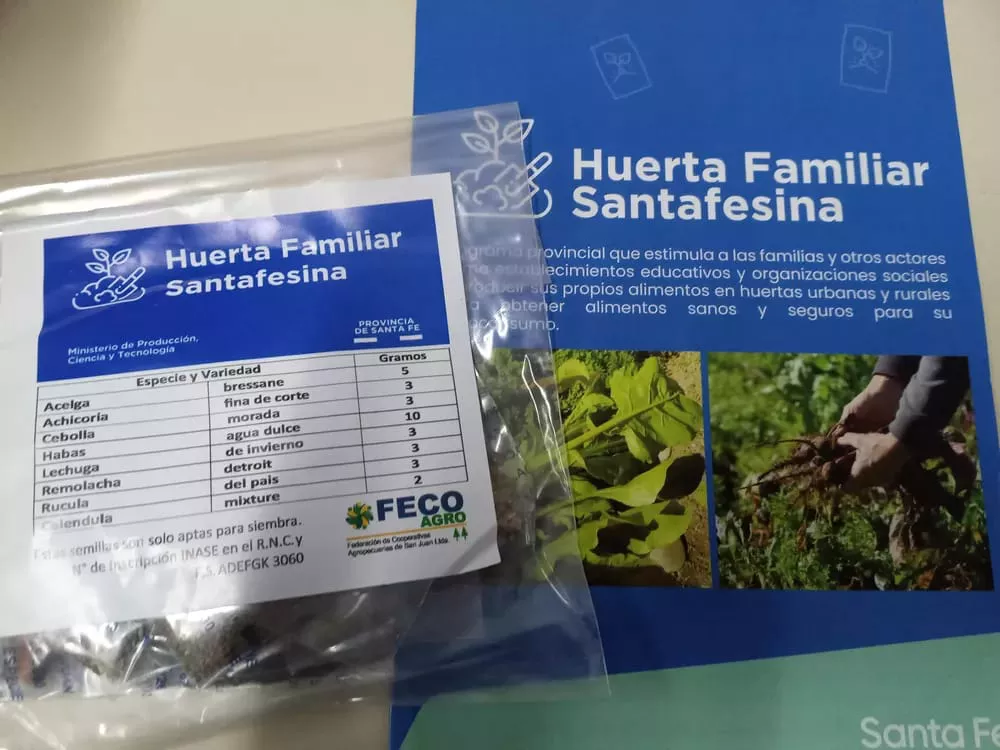 Huerta Familiar
Santafesina
Ministerio de Producción,
Ciencia y Tecnología
PROVINCIA
DE SANTA FE
Especie y Variedad Gramos
Acelga bressane 5
Achicoria fina de corte 3
Cebolla morada 3
Habas agua dulce 10
Lechuga de invierno 3
Remolacha detroit 3
Rucula del pais 3
Calendula mixture 2
Estas semillas son solo aptas para siembra.
N° de inscripción INASE en el R.N.C.y
F.S. ADEFGK 3060
FECO
AGRO
Federación de Cooperativas
Agropecuarias de San Juan Ltda.
Huerta Familiar
Santafesina
grama provincial que estimula a las familias y otros actores
establecimientos educativos y organizaciones sociales
oducir sus propios alimentos en huertas urbanas y rurales
obtener alimentos sanos y seguros para su
oconsumo.
Santa Fe